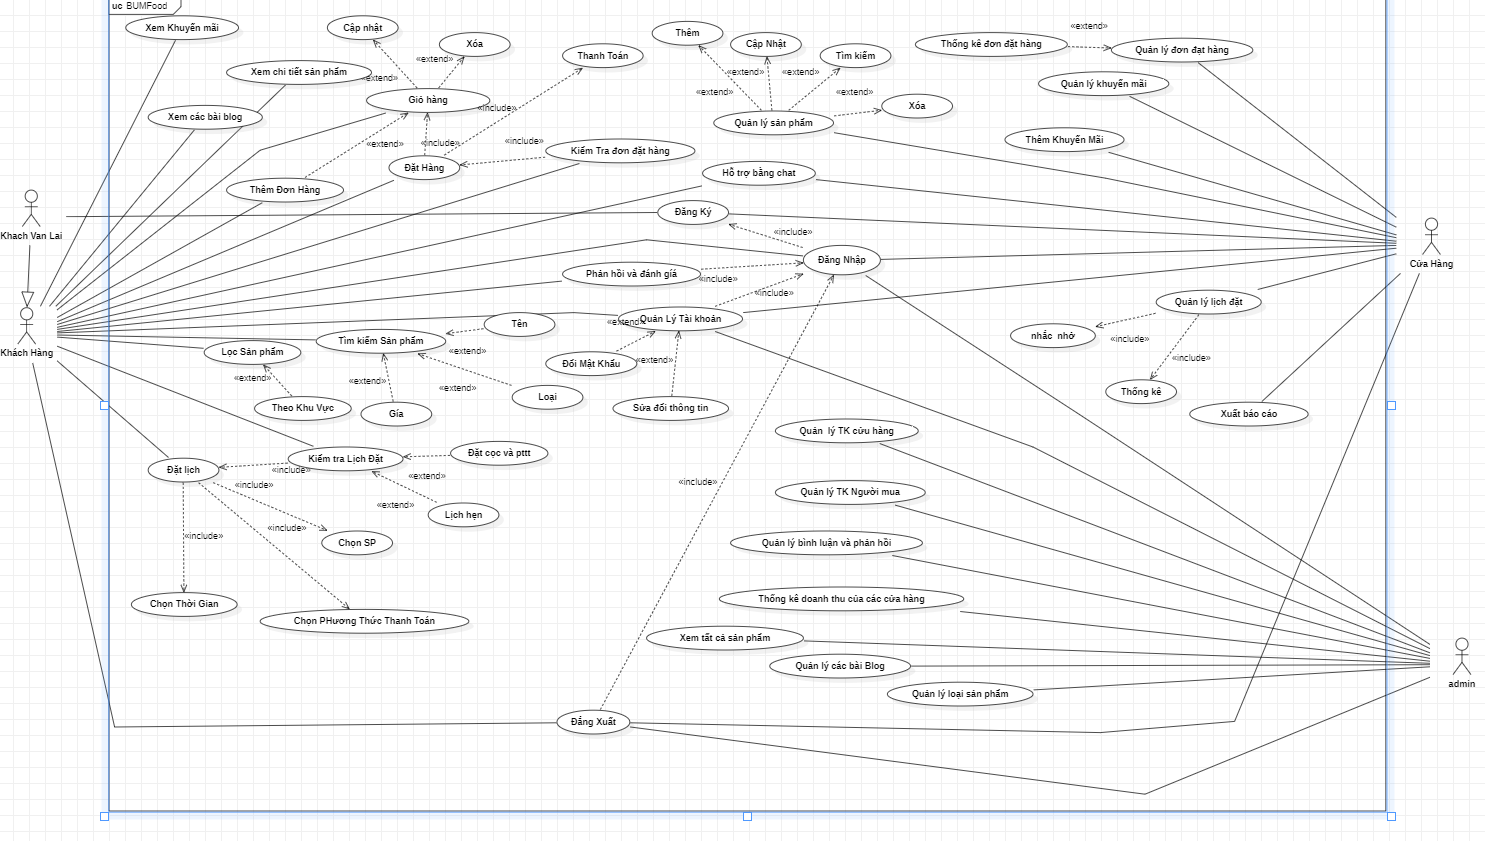 uc BUMFood
Xem Khuyến mãi
Cập nhật
Xóa
Thanh Toán
Thêm
Cập Nhật
Tìm kiếm
Thống kê đơn đặt hàng
«extend»
Quản lý đơn đạt hàng
Xem chi tiết sản phẩm
«extend»
«extend»
Giỏ hàng
«include»
«extend»
«extend»
«extend»
«extend»
Xóa
Quản lý khuyến mãi
Xem các bài blog
Quản lý sản phẩm
Thêm Khuyến Mãi
«extend»
«include»
«include»
Kiểm Tra đơn đặt hàng
Đặt Hàng
Hỗ trợ bằng chat
Thêm Đơn Hàng
Khach Van Lai
Đăng Ký
«include»
Đăng Nhập
Cửa Hàng
Phản hồi và đánh gíá
«include»
«include»
Quản Lý Tài khoản
«extend»
Quản lý lịch đặt
Khách Hàng
Tên
Tìm kiếm Sản phẩm
Lọc Sản phẩm
«extend»
Đổi Mật Khẩu
«extend»
nhắc nhở
«include»
«include»
«extend»
«extend»
«extend»
Theo Khu Vực
Gía
Loại
Sửa đổi thông tin
Thống kê
Xuất báo cáo
Quản lý TK cửu hàng
Đặt lịch
«include»
Kiểm tra Lịch Đặt
Đặt cọc và pttt
«extend»
«include»
«extend»
Lịch hẹn
«include»
Quản lý TK Người mua
«include»
«include»
Chọn SP
Quản lý bình luận và phản hồi
Chọn Thời Gian
Chọn PHương Thức Thanh Toán
Thống kê doanh thu của các cửa hàng
Xem tất cả sản phẩm
Quản lý các bài Blog
Quản lý loại sản phẩm
admin
Đẳng Xuất